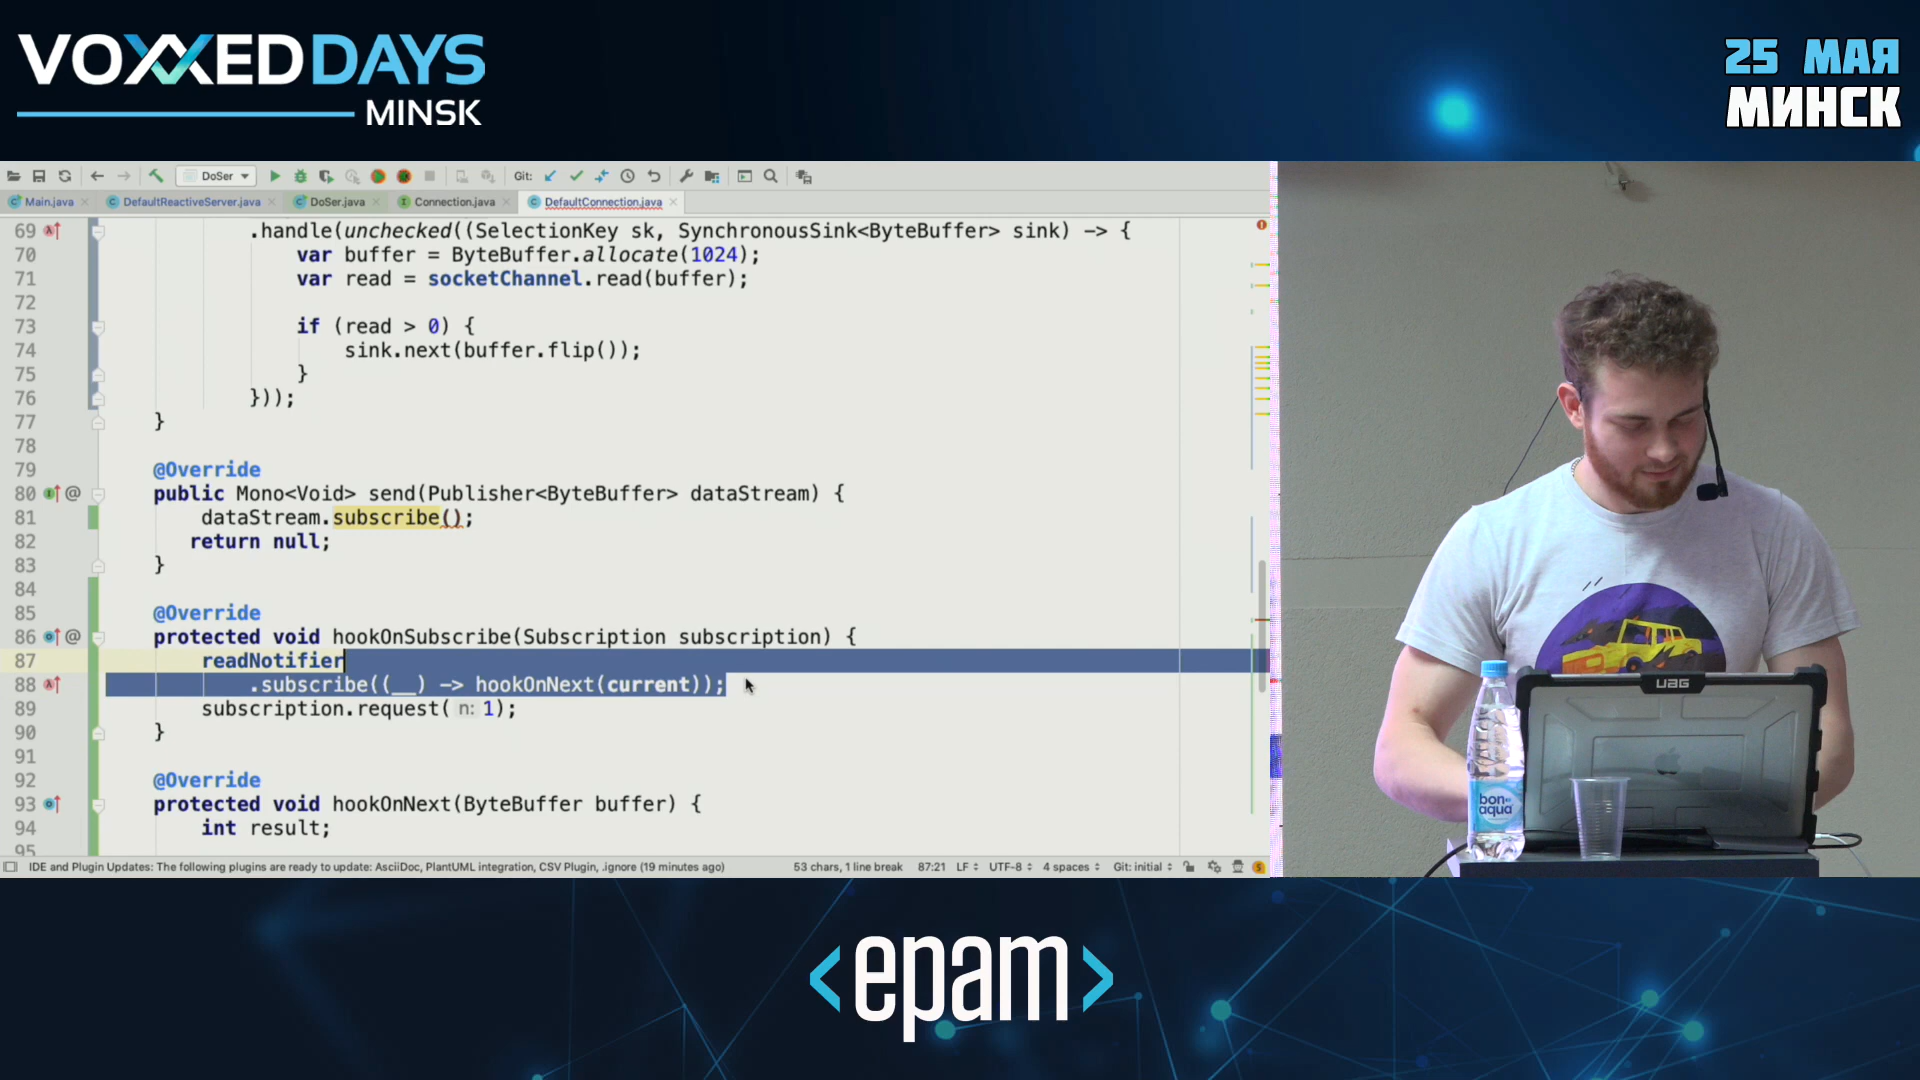 VOXXEDDAYS
MINSK
25 МАЯ
МИНСК
DoSer
Git:
Main.java
DefaultReactiveServer.java
DoSer.java
Connection.java
DefaultConnection.java
69 .handle(unchecked((SelectionKey sk, SynchronousSink<ByteBuffer> sink) -> {
70 var buffer = ByteBuffer.allocate(1024);
71 var read = socketChannel.read(buffer);
72
73 if (read > 0) {
74 sink.next(buffer.flip());
75 }
76 }));
77 }
78
79 @Override
80 @ public Mono<Void> send(Publisher<ByteBuffer> dataStream) {
81 dataStream.subscribe();
82 return null;
83 }
84
85 @Override
86 @ protected void hookOnSubscribe(Subscription subscription) {
87 readNotifier
88 .subscribe((__) -> hookOnNext(current));
89 subscription.request( n: 1);
90 }
91
92 @Override
93 protected void hookOnNext(ByteBuffer buffer) {
94 int result;
95
IDE and Plugin Updates: The following plugins are ready to update: AsciiDoc, PlantUML integration, CSV Plugin, .ignore (19 minutes ago) 53 chars, 1 line break 87:21 LF UTF-8 4 spaces Git: initial
UAG
bon
aqua
<epam>